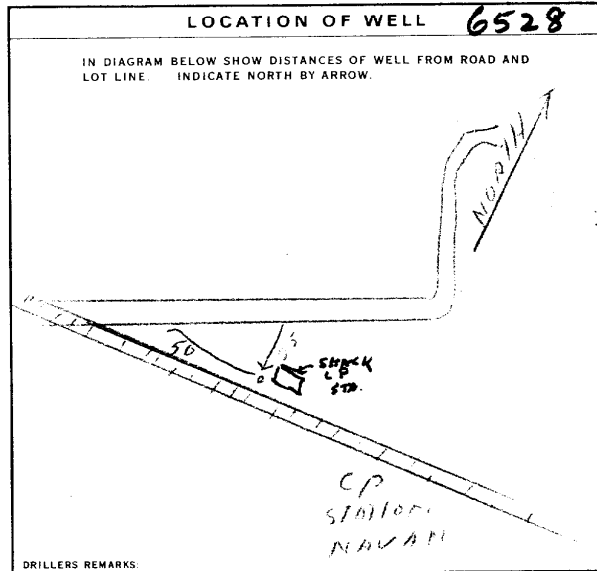 LOCATION OF WELL 6528
IN DIAGRAM BELOW SHOW DISTANCES OF WELL FROM ROAD AND
LOT LINE. INDICATE NORTH BY ARROW.
NORTH
50
SHACK
CP
STA.
CP
STATION
NAVAN
DRILLERS REMARKS: